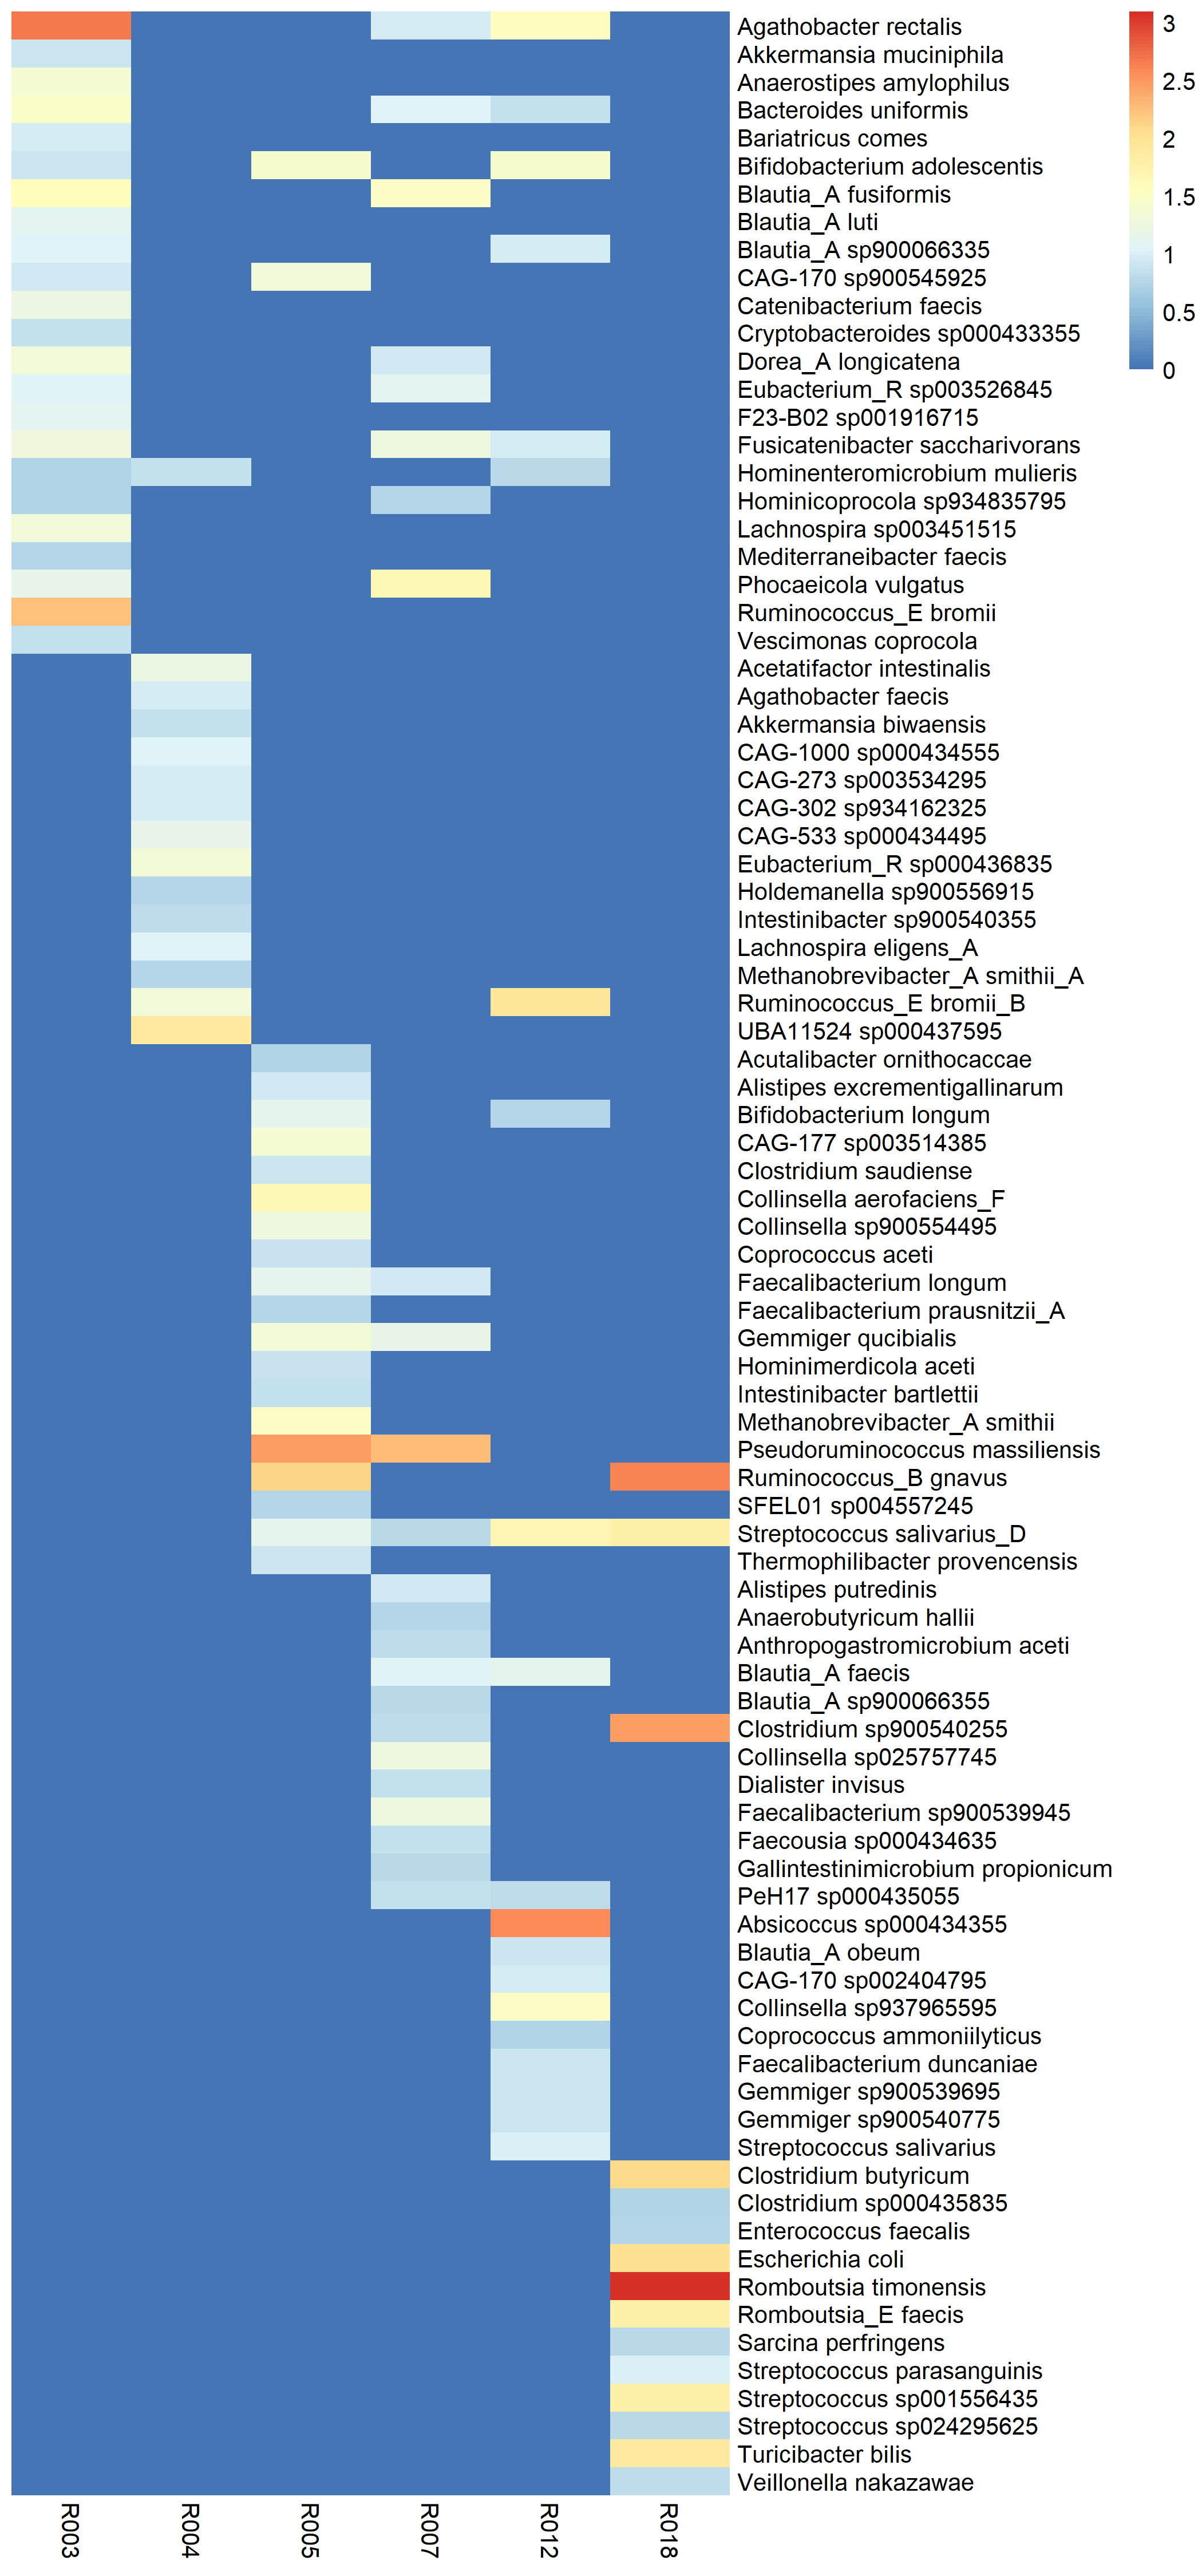 Agathobacter rectalis
Akkermansia muciniphila
Anaerostipes amylophilus
Bacteroides uniformis
Bariatricus comes
Bifidobacterium adolescentis
Blautia_A fusiformis
Blautia_A luti
Blautia_A sp900066335
CAG-170 sp900545925
Catenibacterium faecis
Cryptobacteroides sp000433355
Dorea_A longicatena
Eubacterium_R sp003526845
F23-B02 sp001916715
Fusicatenibacter saccharivorans
Hominenteromicrobium mulieris
Hominicoprocola sp934835795
Lachnospira sp003451515
Mediterraneibacter faecis
Phocaeicola vulgatus
Ruminococcus_E bromii
Vescimonas coprocola
Acetatifactor intestinalis
Agathobacter faecis
Akkermansia biwaensis
CAG-1000 sp000434555
CAG-273 sp003534295
CAG-302 sp934162325
CAG-533 sp000434495
Eubacterium_R sp000436835
Holdemanella sp900556915
Intestinibacter sp900540355
Lachnospira eligens_A
Methanobrevibacter_A smithii_A
Ruminococcus_E bromii_B
UBA11524 sp000437595
Acutalibacter ornithocaccae
Alistipes excrementigallinarum
Bifidobacterium longum
CAG-177 sp003514385
Clostridium saudiense
Collinsella aerofaciens_F
Collinsella sp900554495
Coprococcus aceti
Faecalibacterium longum
Faecalibacterium prausnitzii_A
Gemmiger qucibialis
Hominimerdicola aceti
Intestinibacter bartlettii
Methanobrevibacter_A smithii
Pseudoruminococcus massiliensis
Ruminococcus_B gnavus
SFEL01 sp004557245
Streptococcus salivarius_D
Thermophilibacter provencensis
Alistipes putredinis
Anaerobutyricum hallii
Anthropogastromicrobium aceti
Blautia_A faecis
Blautia_A sp900066355
Clostridium sp900540255
Collinsella sp025757745
Dialister invisus
Faecalibacterium sp900539945
Faecousia sp000434635
Gallintestinimicrobium propionicum
PeH17 sp000435055
Absicoccus sp000434355
Blautia_A obeum
CAG-170 sp002404795
Collinsella sp937965595
Coprococcus ammoniilyticus
Faecalibacterium duncaniae
Gemmiger sp900539695
Gemmiger sp900540775
Streptococcus salivarius
Clostridium butyricum
Clostridium sp000435835
Enterococcus faecalis
Escherichia coli
Romboutsia timonensis
Romboutsia_E faecis
Sarcina perfringens
Streptococcus parasanguinis
Streptococcus sp001556435
Streptococcus sp024295625
Turicibacter bilis
Veillonella nakazawae
R003
R004
R005
R007
R012
R018
3
2.5
2
1.5
1
0.5
0